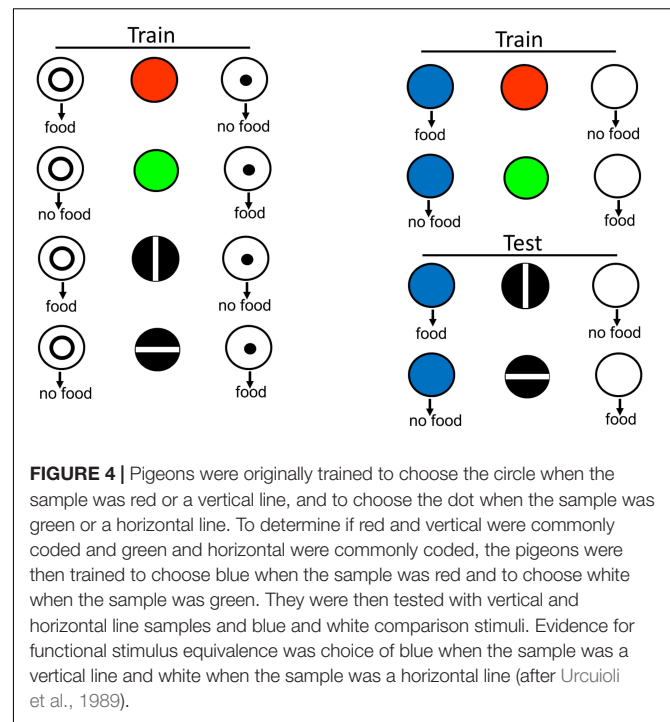 Train
food
no food
no food
food
food
no food
no food
food
Train
food
no food
no food
food
Test
food
no food
no food
food
FIGURE 4 | Pigeons were originally trained to choose the circle when the
sample was red or a vertical line, and to choose the dot when the sample was
green or a horizontal line. To determine if red and vertical were commonly
coded and green and horizontal were commonly coded, the pigeons were
then trained to choose blue when the sample was red and to choose white
when the sample was green. They were then tested with vertical and
horizontal line samples and blue and white comparison stimuli. Evidence for
functional stimulus equivalence was choice of blue when the sample was a
vertical line and white when the sample was a horizontal line (after Urcuioli
et al., 1989).